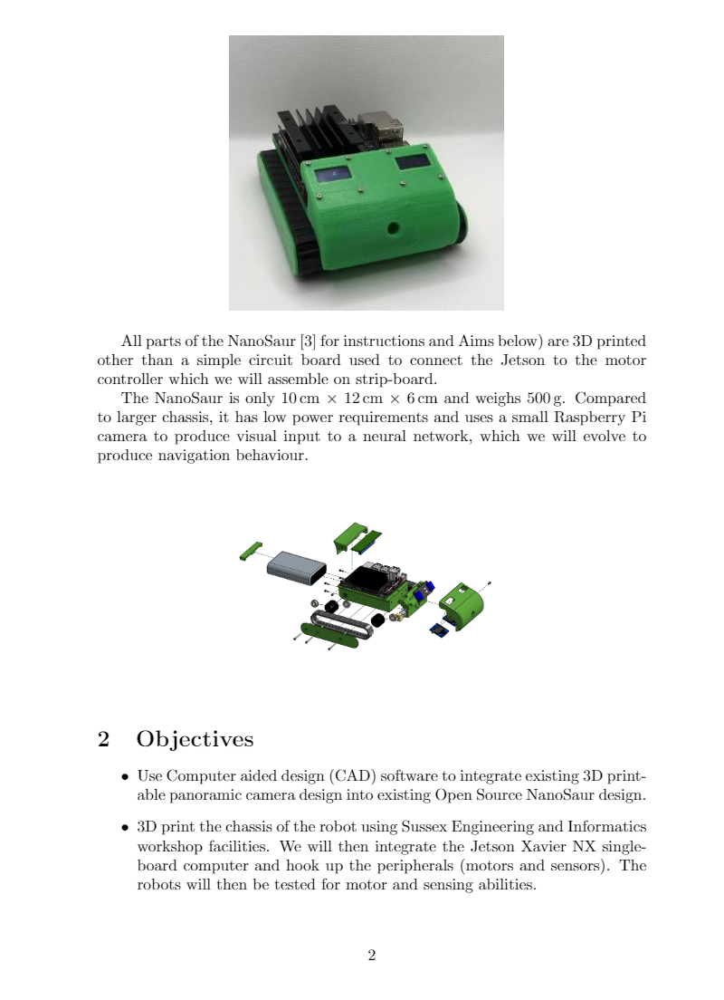 All parts of the NanoSaur [3] for instructions and Aims below) are 3D printed
other than a simple circuit board used to connect the Jetson to the motor
controller which we will assemble on strip-board.
The NanoSaur is only 10 cm × 12 cm × 6 cm and weighs 500 g. Compared
to larger chassis, it has low power requirements and uses a small Raspberry Pi
camera to produce visual input to a neural network, which we will evolve to
produce navigation behaviour.
2 Objectives
• Use Computer aided design (CAD) software to integrate existing 3D print-
able panoramic camera design into existing Open Source NanoSaur design.
• 3D print the chassis of the robot using Sussex Engineering and Informatics
workshop facilities. We will then integrate the Jetson Xavier NX single-
board computer and hook up the peripherals (motors and sensors). The
robots will then be tested for motor and sensing abilities.
2